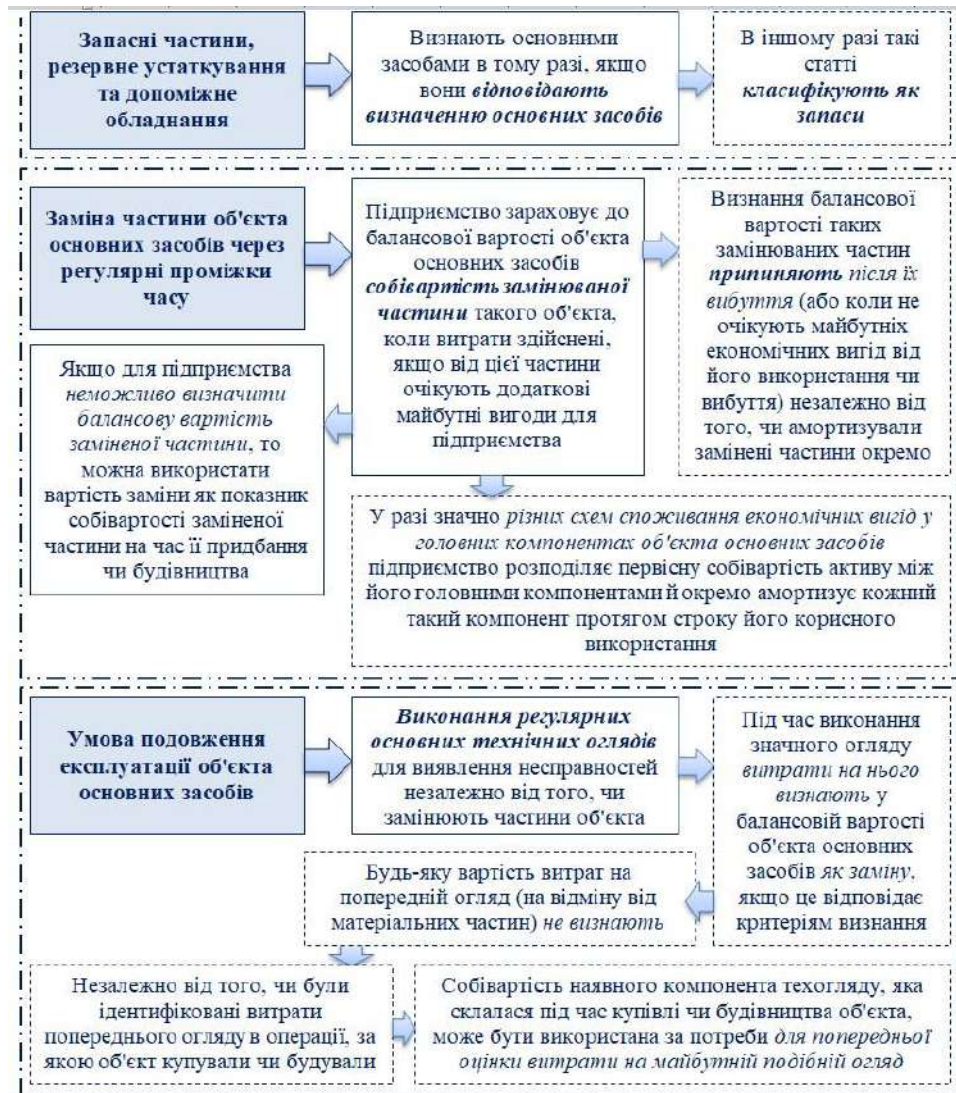 Запасні частини,
резервне устаткування
та допоміжне
обладнання
Визнають основними
засобами в тому разі, якщо
вони відповідають
визначенню основних засобів
В іншому разі такі
статті
класифікують як
запаси
Заміна частини об'єкта
основних засобів через
регулярні проміжки
часу
Підприємство зараховує до
балансової вартості об'єкта
основних засобів
собівартість замінюваної
частини такого об'єкта,
коли витрати здійснені,
якщо від цієї частини
очікують додаткові
майбутні вигоди для
підприємства
Визнання балансової
вартості таких
замінюваних частин
припиняють після їх
вибуття (або коли не
очікують майбутніх
економічних вигід від
його використання чи
вибуття) незалежно від
того, чи амортизували
замінені частини окремо
Якщо для підприємства
неможливо визначити
балансову вартість
заміненої частини, то
можна використати
вартість заміни як показник
собівартості заміненої
частини на час її придбання
чи будівництва
У разі значно різних схем споживання економічних вигід у
головних компонентах об'єкта основних засобів
підприємство розподіляє первісну собівартість активу між
його головними компонентами й окремо амортизує кожний
такий компонент протягом строку його корисного
використання
Умова подовження
експлуатації об'єкта
основних засобів
Виконання регулярних
основних технічних оглядів
для виявлення несправностей
незалежно від того, чи
замінюють частини об'єкта
Під час виконання
значного огляду
витрати на нього
визнають у
балансовій вартості
об'єкта основних
засобів як заміну,
якщо це відповідає
критеріям визнання
Будь-яку вартість витрат на
попередній огляд (на відміну від
матеріальних частин) не визнають
Незалежно від того, чи були
ідентифіковані витрати
попереднього огляду в операції, за
якою об'єкт купували чи будували
Собівартість наявного компонента техогляду, яка
склалася під час купівлі чи будівництва об'єкта,
може бути використана за потреби для попередньої
оцінки витрати на майбутній подібний огляд